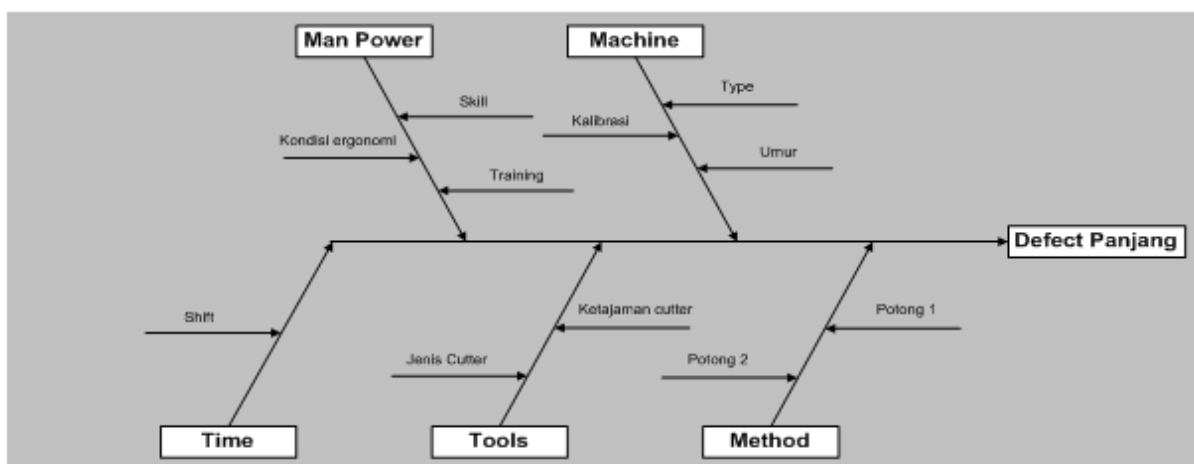 Man Power
Machine
Type
Skill
Kalibrasi
Kondisi ergonomi
Umur
Training
Defect Panjang
Ketajaman cutter
Potong 1
Shift
Jenis Cutter
Potong 2
Time
Tools
Method